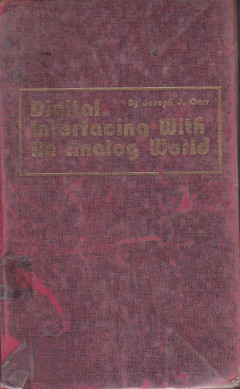 Digital
By Joseph J. Carr
Interfacing With
An Analog World